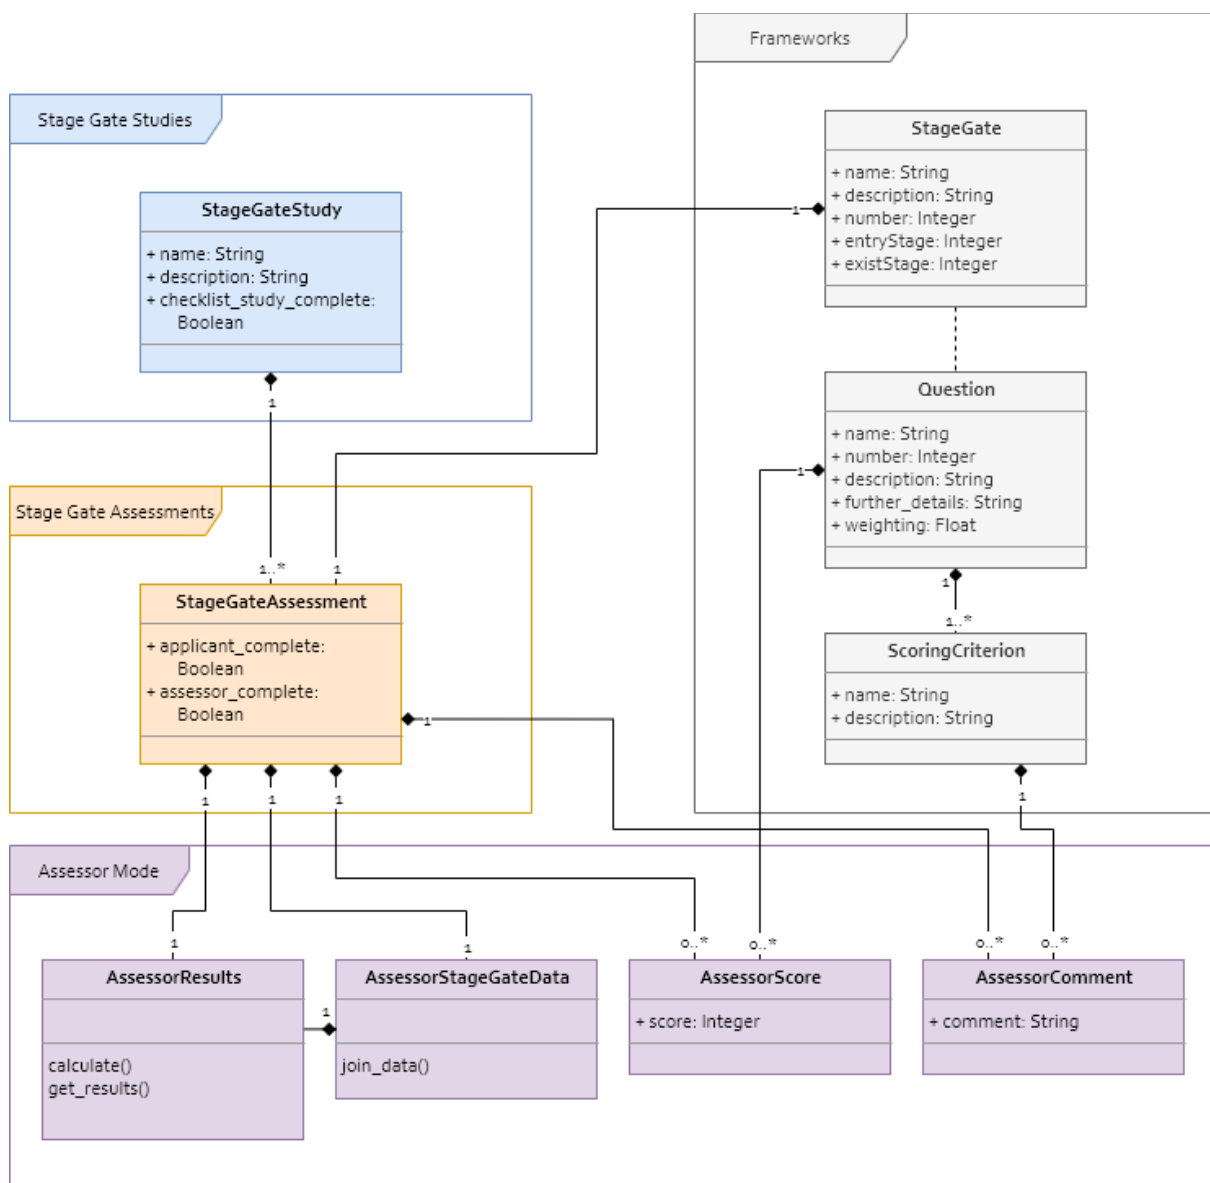 Frameworks
Stage Gate Studies
StageGate
+ name: String
+ description: String
+ number: Integer
+ entryStage: Integer
+ existStage: Integer
1
StageGateStudy
+ name: String
+ description: String
+ checklist_study_complete:
Boolean
1
Question
+ name: String
+ number: Integer
+ description: String
+ further_details: String
+ weighting: Float
1
1
1..*
Stage Gate Assessments
1..*
1
StageGateAssessment
+ applicant_complete:
Boolean
+ assessor_complete:
Boolean
1
1
1
1
ScoringCriterion
+ name: String
+ description: String
1
Assessor Mode
1
1
0..*
0..*
0..*
0..*
AssessorResults
calculate()
get_results()
1
AssessorStageGateData
join_data()
AssessorScore
+ score: Integer
AssessorComment
+ comment: String